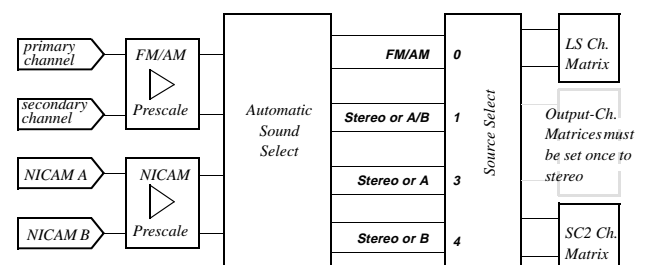 primary
channel
FM/AM
Prescale
secondary
channel
NICAM A
NICAM
Prescale
NICAM B
Automatic
Sound
Select
FM/AM
0
Stereo or A/B
1
Stereo or A
3
Stereo or B
4
Source Select
LS Ch.
Matrix
Output-Ch.
Matrices must
be set once to
stereo
SC2 Ch.
Matrix